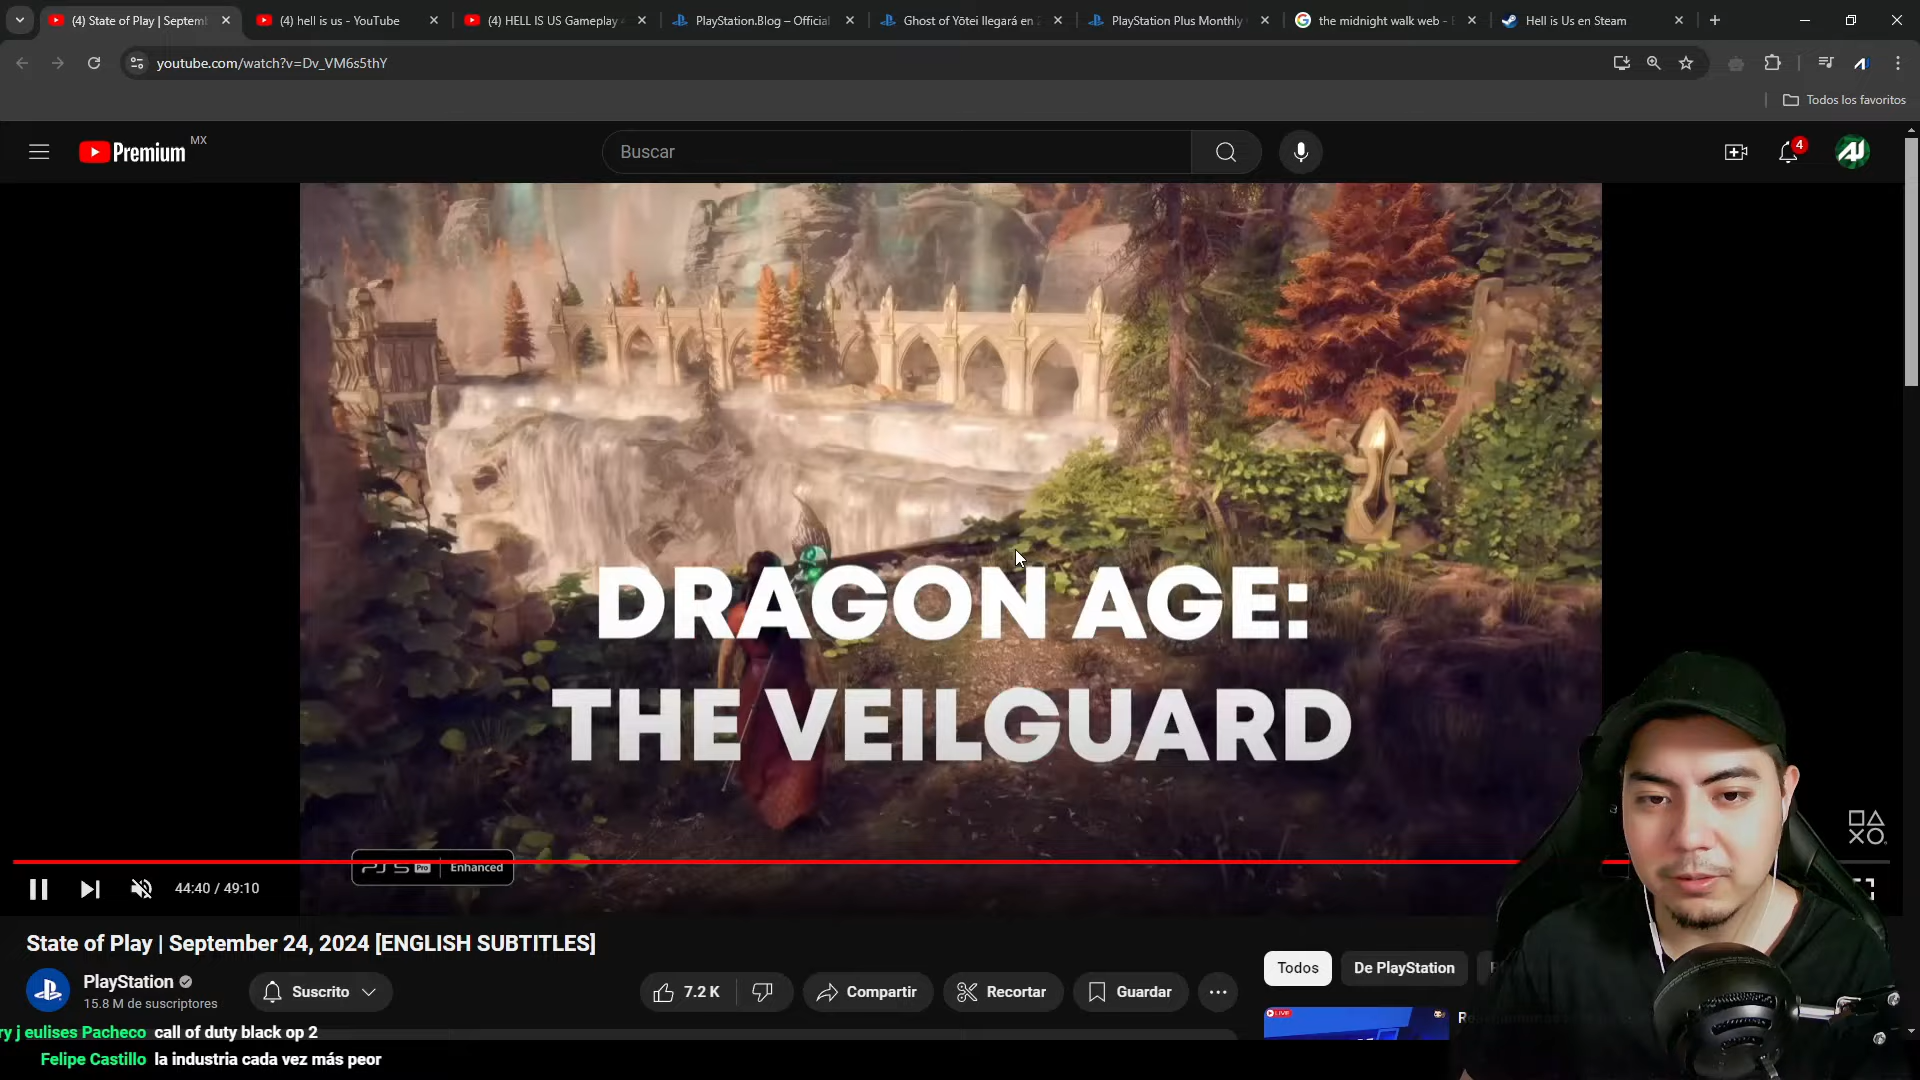 (4) State of Play | Septem
(4) hell is us - YouTube
(4) HELL IS US Gameplay
PlayStation.Blog – Official
Ghost of Yōtei llegará en
PlayStation Plus Monthly
the midnight walk web -
Hell is Us en Steam
youtube.com/watch?v=Dv_VM6s5thY
Todos los favoritos
Premium MX
Buscar
4
DRAGON AGE:
THE VEILGUARD
PS5 Pro | Enhanced
44:40 / 49:10
State of Play | September 24, 2024 [ENGLISH SUBTITLES]
PlayStation
15.8 M de suscriptores
Suscrito
7.2 K
Compartir
Recortar
Guardar
Todos
De PlayStation
LIVE
ry j eulises Pacheco call of duty black op 2
Felipe Castillo la industria cada vez más peor